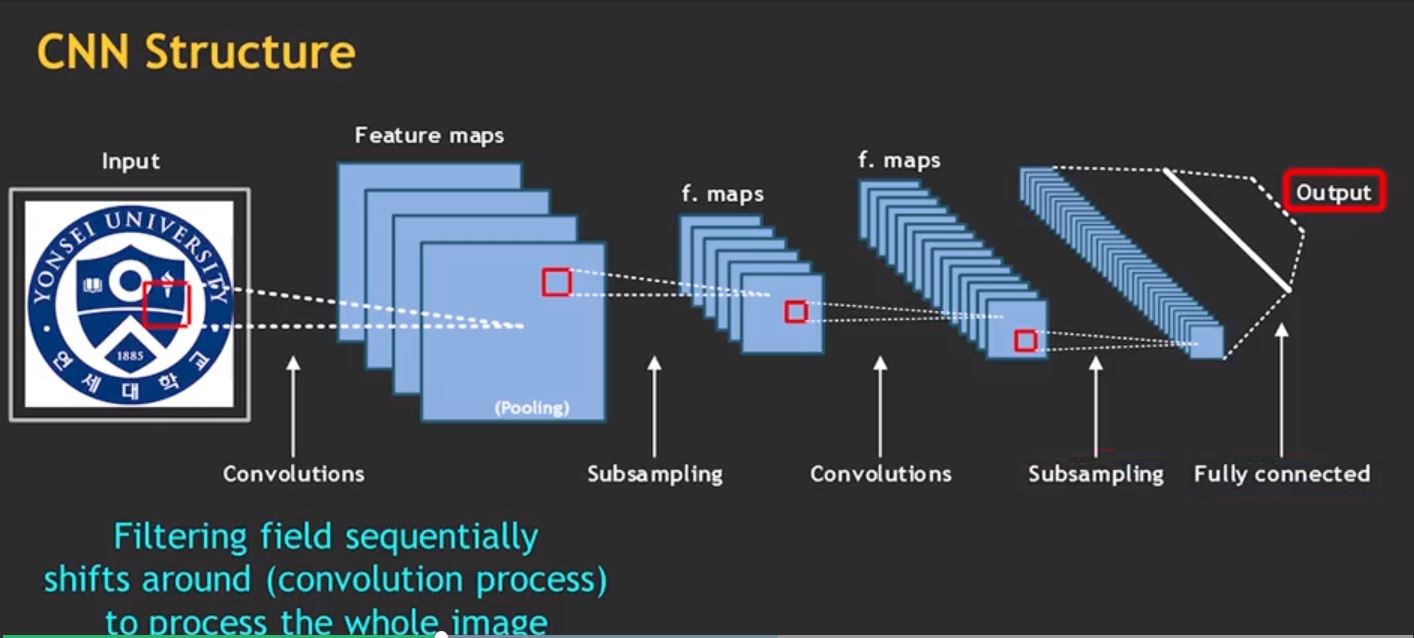 CNN Structure
Input
Feature maps
f. maps
f. maps
Output
YONSEI UNIVERSITY
1885
연세대학교
(Pooling)
Convolutions
Subsampling
Convolutions
Subsampling
Fully connected
Filtering field sequentially
shifts around (convolution process)
to process the whole image